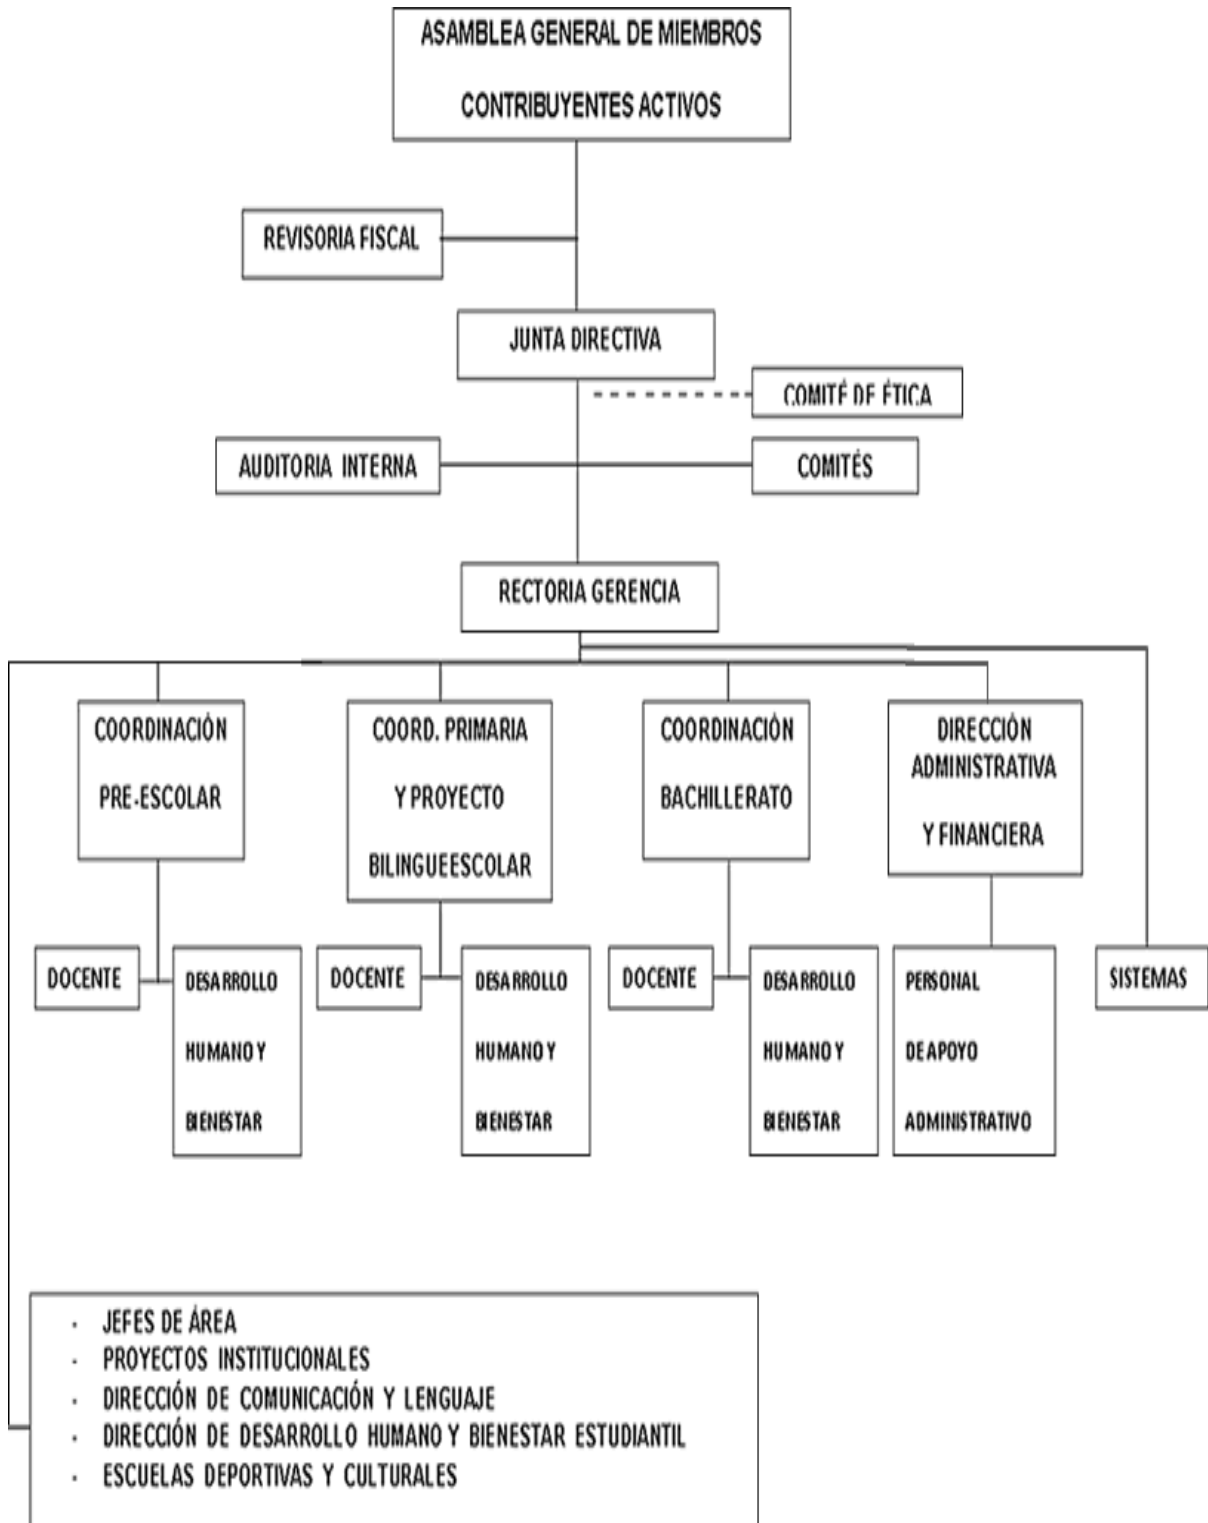 ASAMBLEA GENERAL DE MIEMBROS
CONTRIBUYENTES ACTIVOS
REVISORIA FISCAL
JUNTA DIRECTIVA
COMITÉ DE ÉTICA
AUDITORIA INTERNA
COMITÉS
RECTORIA GERENCIA
COORDINACIÓN
PRE-ESCOLAR
COORD. PRIMARIA
Y PROYECTO
BILINGUEESCOLAR
COORDINACIÓN
BACHILLERATO
DIRECCIÓN
ADMINISTRATIVA
Y FINANCIERA
DOCENTE
DESARROLLO
HUMANO Y
BIENESTAR
DOCENTE
DESARROLLO
HUMANO Y
BIENESTAR
DOCENTE
DESARROLLO
HUMANO Y
BIENESTAR
PERSONAL
DE APOYO
ADMINISTRATIVO
SISTEMAS
- JEFES DE ÁREA
- PROYECTOS INSTITUCIONALES
- DIRECCIÓN DE COMUNICACIÓN Y LENGUAJE
- DIRECCIÓN DE DESARROLLO HUMANO Y BIENESTAR ESTUDIANTIL
- ESCUELAS DEPORTIVAS Y CULTURALES